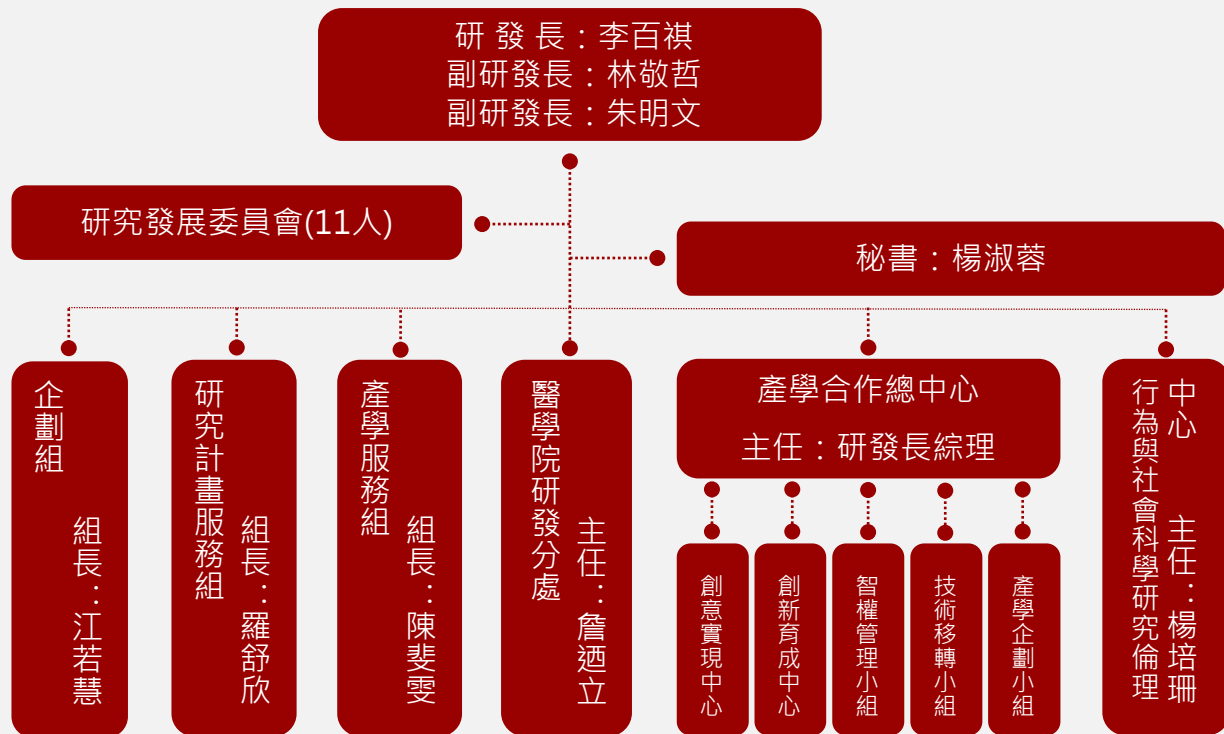 研 發 長：李百祺
副研發長：林敬哲
副研發長：朱明文
研究發展委員會(11人)
秘書：楊淑蓉
企劃組
組長：江若慧
研究計畫服務組
組長：羅舒欣
產學服務組
組長：陳斐雯
醫學院研發分處
主任：詹迺立
產學合作總中心
主任：研發長綜理
創意實現中心
創新育成中心
智權管理小組
技術移轉小組
產學企劃小組
行為與社會科學研究倫理
中心 主任：楊培珊